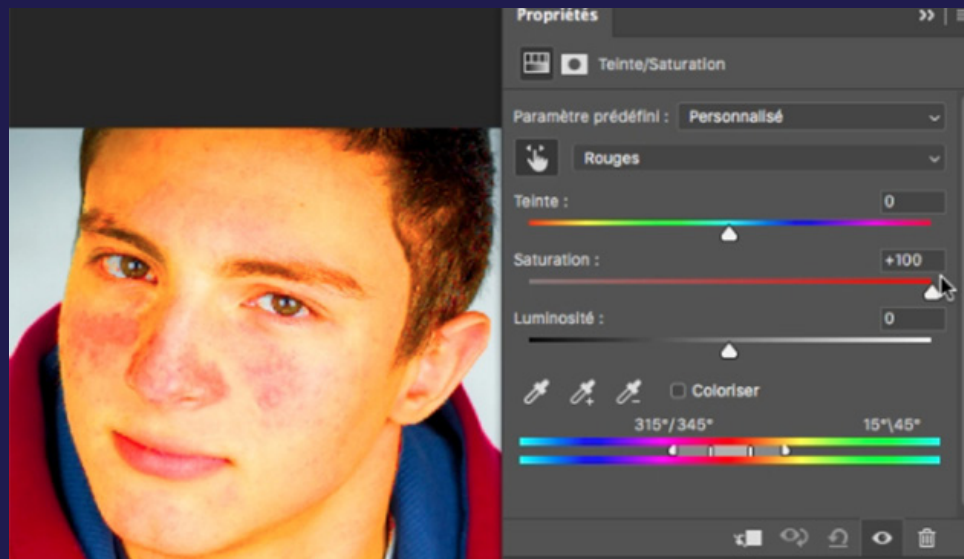 Propriétés
Teinte/Saturation
Paramètre prédéfini : Personnalisé
Rouges
Teinte : 0
Saturation : +100
Luminosité : 0
Coloriser
315°/345° 15°\45°